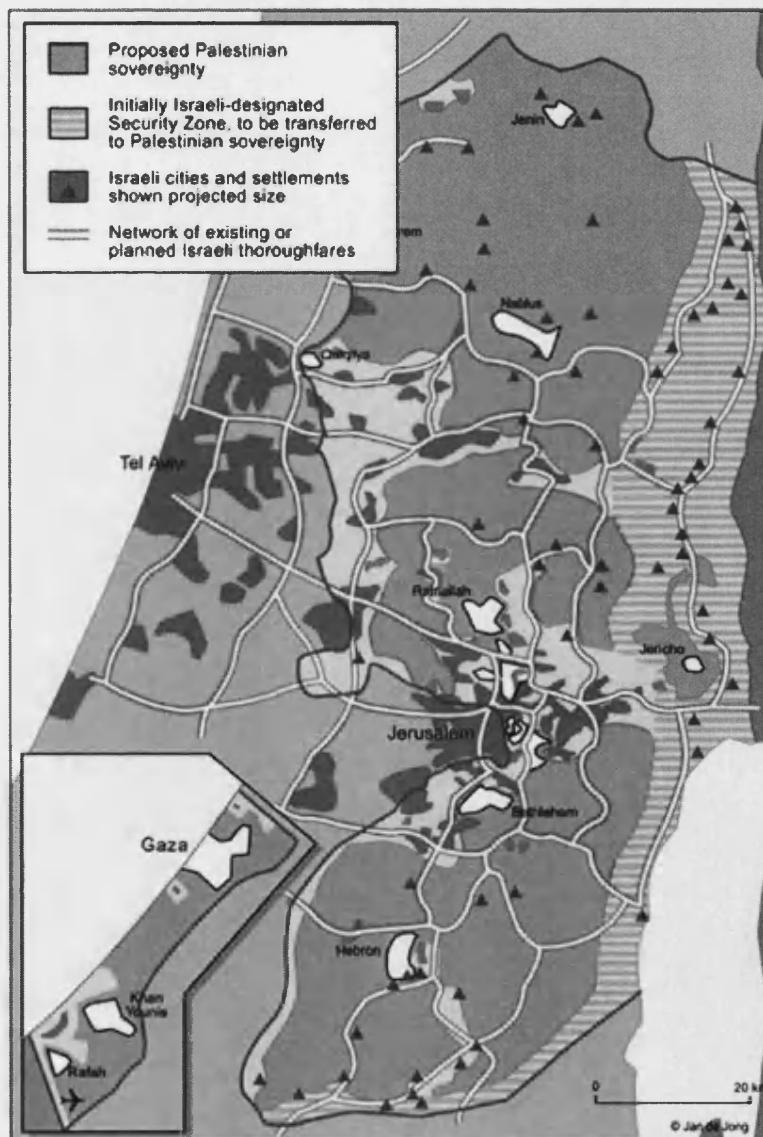 Proposed Palestinian
sovereignty
Initially Israeli-designated
Security Zone, to be transferred
to Palestinian sovereignty
Israeli cities and settlements
shown projected size
Network of existing or
planned Israeli thoroughfares
Jenin
Nablus
Qalqilya
Tel Aviv
Ramallah
Jericho
Jerusalem
Bethlehem
Gaza
Hebron
Khan
Younis
Rafah
0 20 km
© Jan de Jong